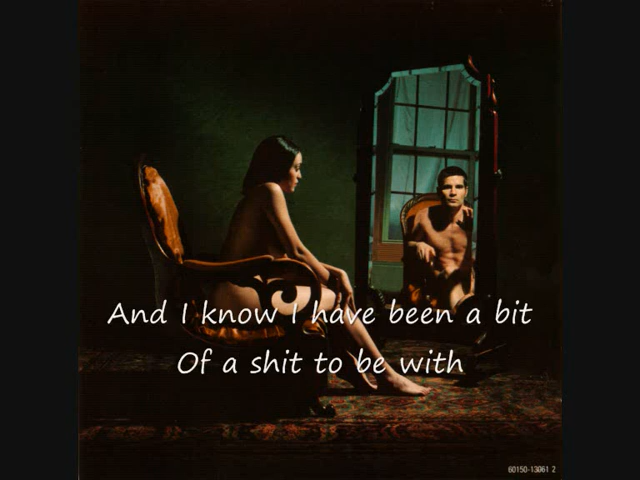 And I know I have been a bit
Of a shit to be with
60150-13061 2